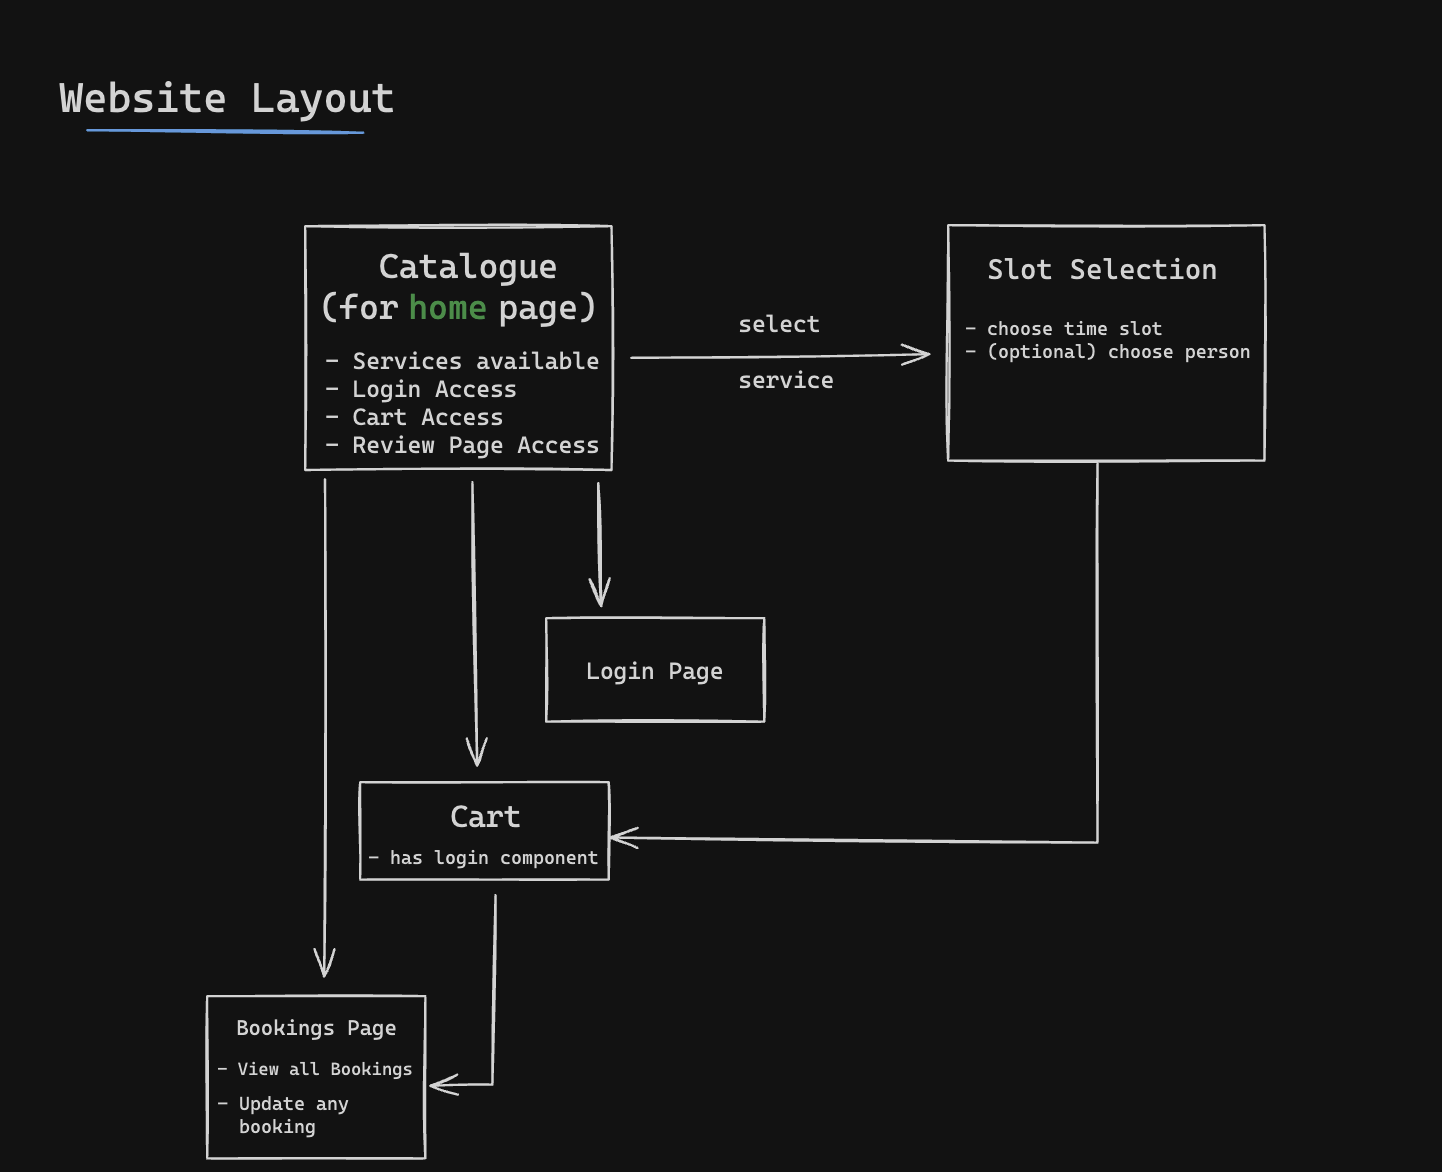 Website Layout
Catalogue
(for home page)
- Services available
- Login Access
- Cart Access
- Review Page Access
select
service
Slot Selection
- choose time slot
- (optional) choose person
Login Page
Cart
- has login component
Bookings Page
- View all Bookings
- Update any
booking